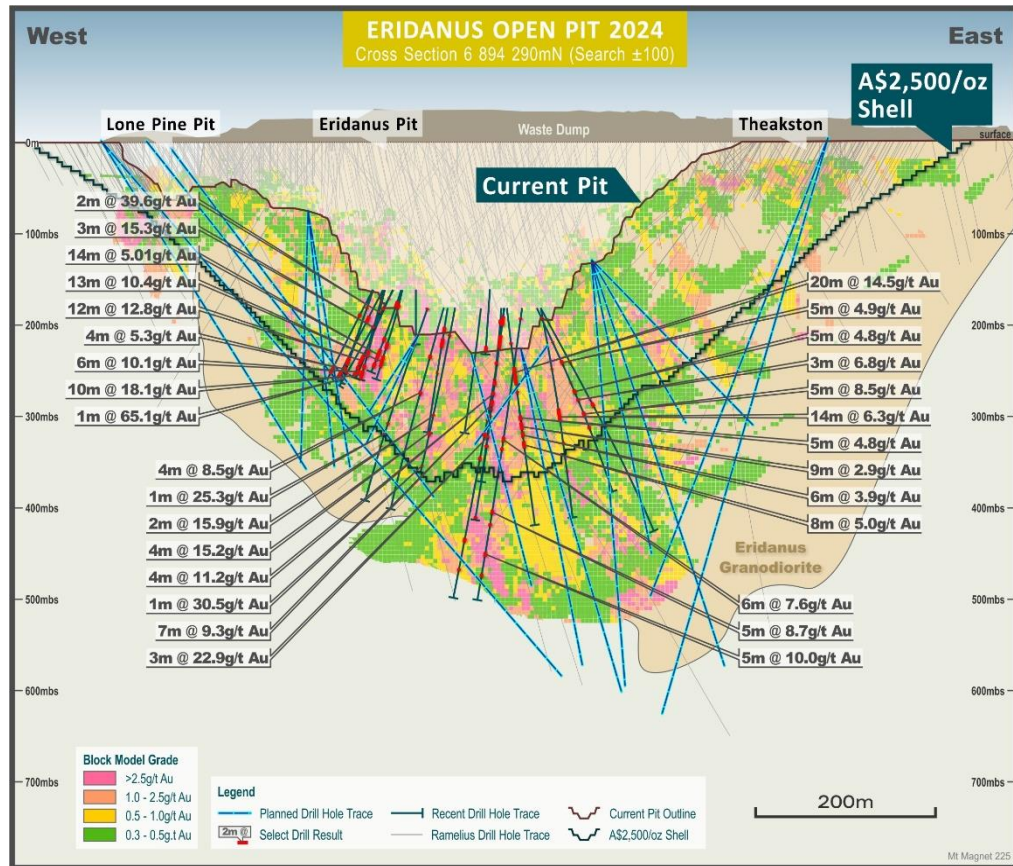 ERIDANUS OPEN PIT 2024
Cross Section 6 894 290mN (Search ±100)
West
East
A$2,500/oz
Shell
Lone Pine Pit
Eridanus Pit
Waste Dump
Theakston
surface
0m
Current Pit
100mbs
100mbs
200mbs
200mbs
300mbs
300mbs
400mbs
400mbs
500mbs
500mbs
600mbs
600mbs
700mbs
700mbs
2m @ 39.6g/t Au
3m @ 15.3g/t Au
14m @ 5.01g/t Au
13m @ 10.4g/t Au
12m @ 12.8g/t Au
4m @ 5.3g/t Au
6m @ 10.1g/t Au
10m @ 18.1g/t Au
1m @ 65.1g/t Au
4m @ 8.5g/t Au
1m @ 25.3g/t Au
2m @ 15.9g/t Au
4m @ 15.2g/t Au
4m @ 11.2g/t Au
1m @ 30.5g/t Au
7m @ 9.3g/t Au
3m @ 22.9g/t Au
20m @ 14.5g/t Au
5m @ 4.9g/t Au
5m @ 4.8g/t Au
3m @ 6.8g/t Au
5m @ 8.5g/t Au
14m @ 6.3g/t Au
5m @ 4.8g/t Au
9m @ 2.9g/t Au
6m @ 3.9g/t Au
8m @ 5.0g/t Au
Eridanus
Granodiorite
6m @ 7.6g/t Au
5m @ 8.7g/t Au
5m @ 10.0g/t Au
Block Model Grade
>2.5g/t Au
1.0 - 2.5g/t Au
0.5 - 1.0g/t Au
0.3 - 0.5g.t Au
Legend
Planned Drill Hole Trace
Recent Drill Hole Trace
Current Pit Outline
2m @
Select Drill Result
Ramelius Drill Hole Trace
A$2,500/oz Shell
200m
Mt Magnet 225